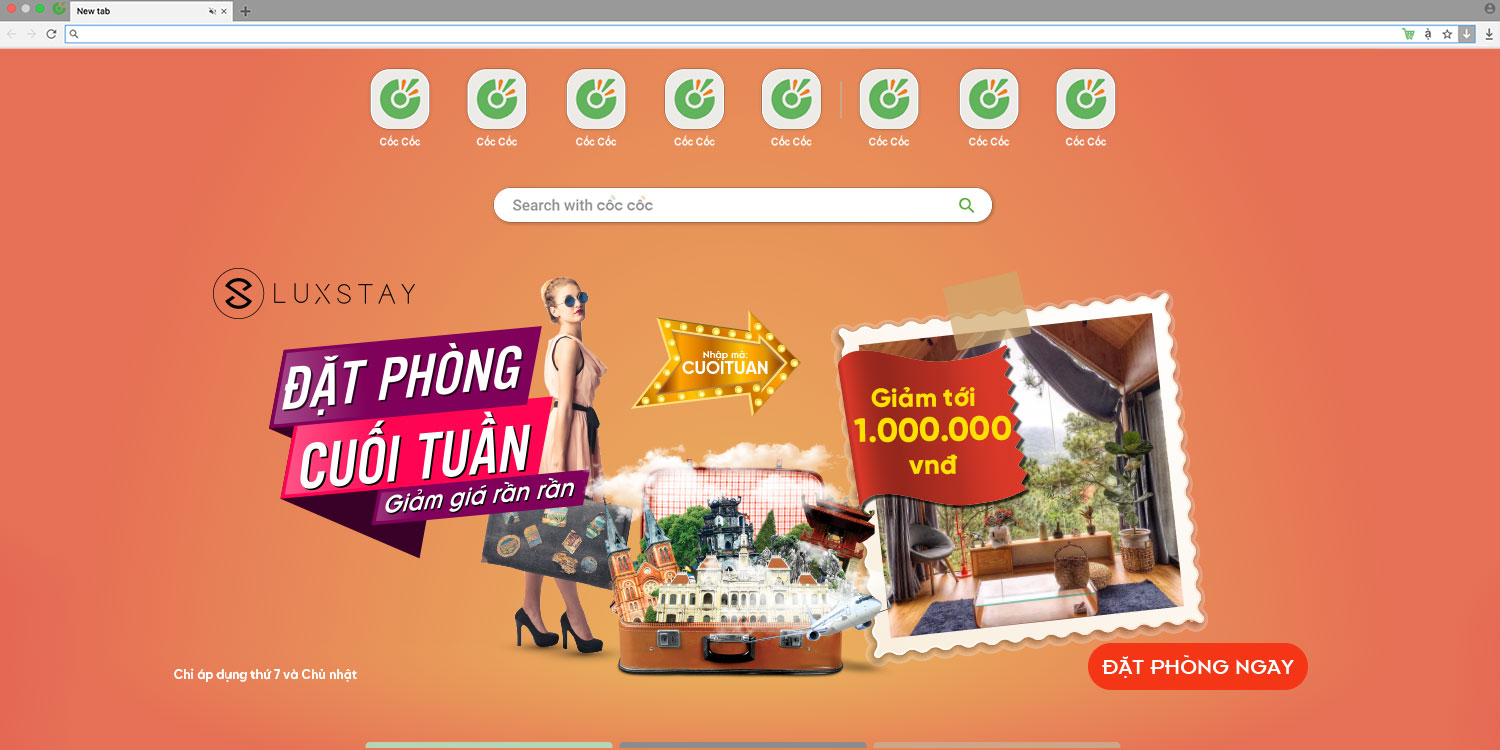 New tab
Cốc Cốc
Cốc Cốc
Cốc Cốc
Cốc Cốc
Cốc Cốc
Cốc Cốc
Cốc Cốc
Cốc Cốc
Search with cốc cốc
LUXSTAY
ĐẶT PHÒNG
CUỐI TUẦN
Giảm giá rần rần
Nhập mã:
CUOITUAN
Giảm tới
1.000.000
vnđ
Chỉ áp dụng thứ 7 và Chủ nhật
ĐẶT PHÒNG NGAY